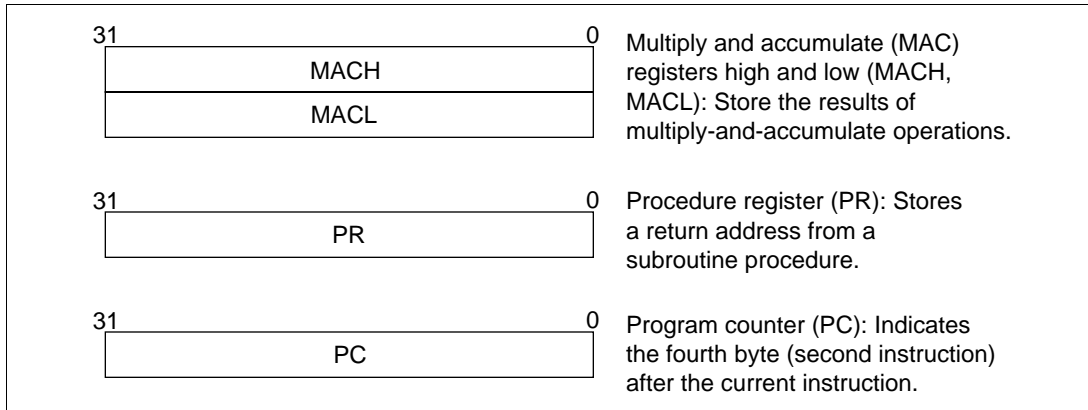 31 0
MACH
MACL
Multiply and accumulate (MAC)
registers high and low (MACH,
MACL): Store the results of
multiply-and-accumulate operations.
31 0
PR
Procedure register (PR): Stores
a return address from a
subroutine procedure.
31 0
PC
Program counter (PC): Indicates
the fourth byte (second instruction)
after the current instruction.